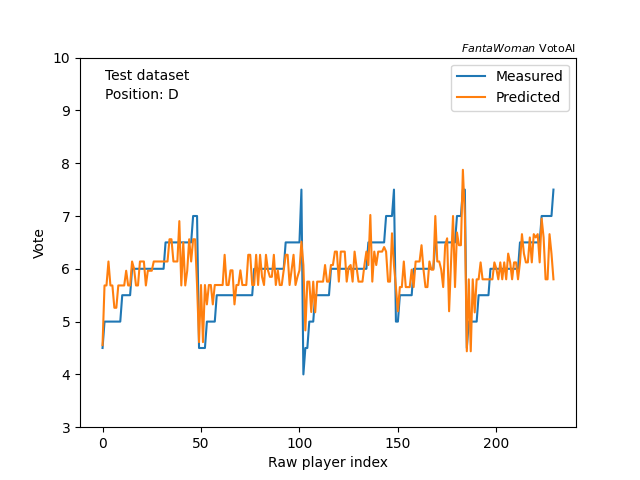 FantaWoman VotoAI
Test dataset
Position: D
Measured
Predicted
10
9
8
7
6
5
4
3
Vote
0 50 100 150 200
Raw player index